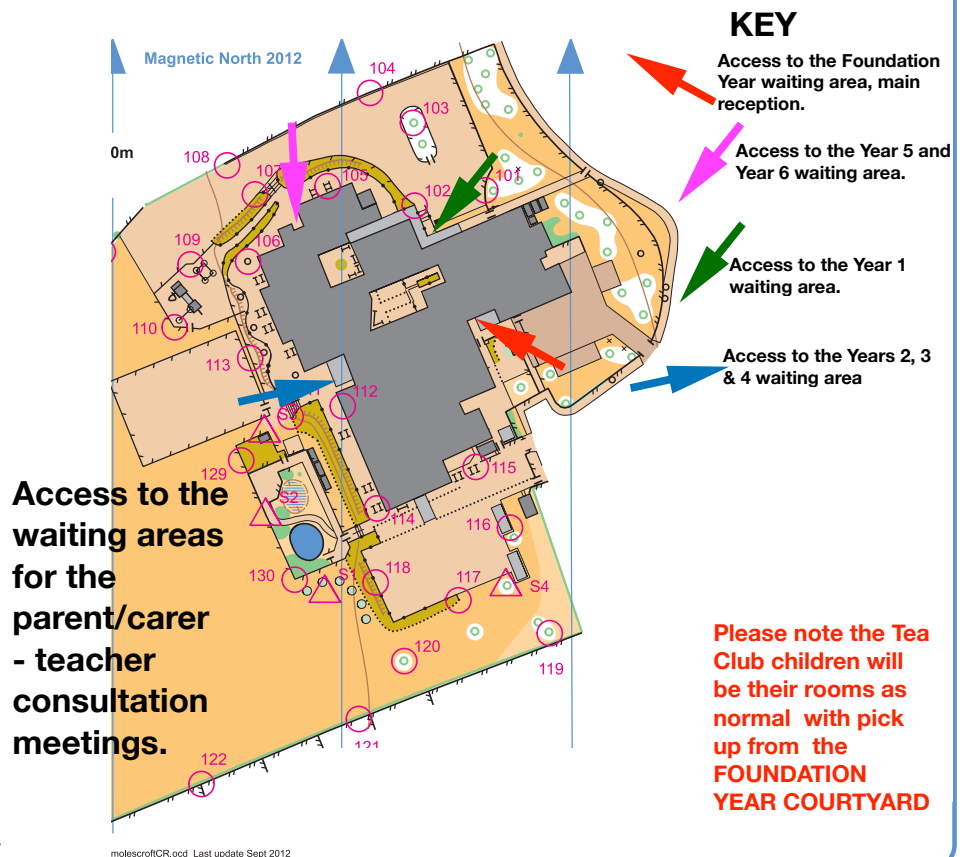 KEY
Magnetic North 2012
Access to the Foundation
Year waiting area, main
reception.
Access to the Year 5 and
Year 6 waiting area.
Access to the Year 1
waiting area.
Access to the Years 2, 3
& 4 waiting area
0m
104
103
108
107
105
102
101
109
106
110
113
112
129
S2
115
114
116
130
S1
118
117
S4
120
119
121
122
Access to the
waiting areas
for the
parent/carer
- teacher
consultation
meetings.
Please note the Tea
Club children will
be their rooms as
normal with pick
up from the
FOUNDATION
YEAR COURTYARD
molescroftCR.ocd Last update Sept 2012